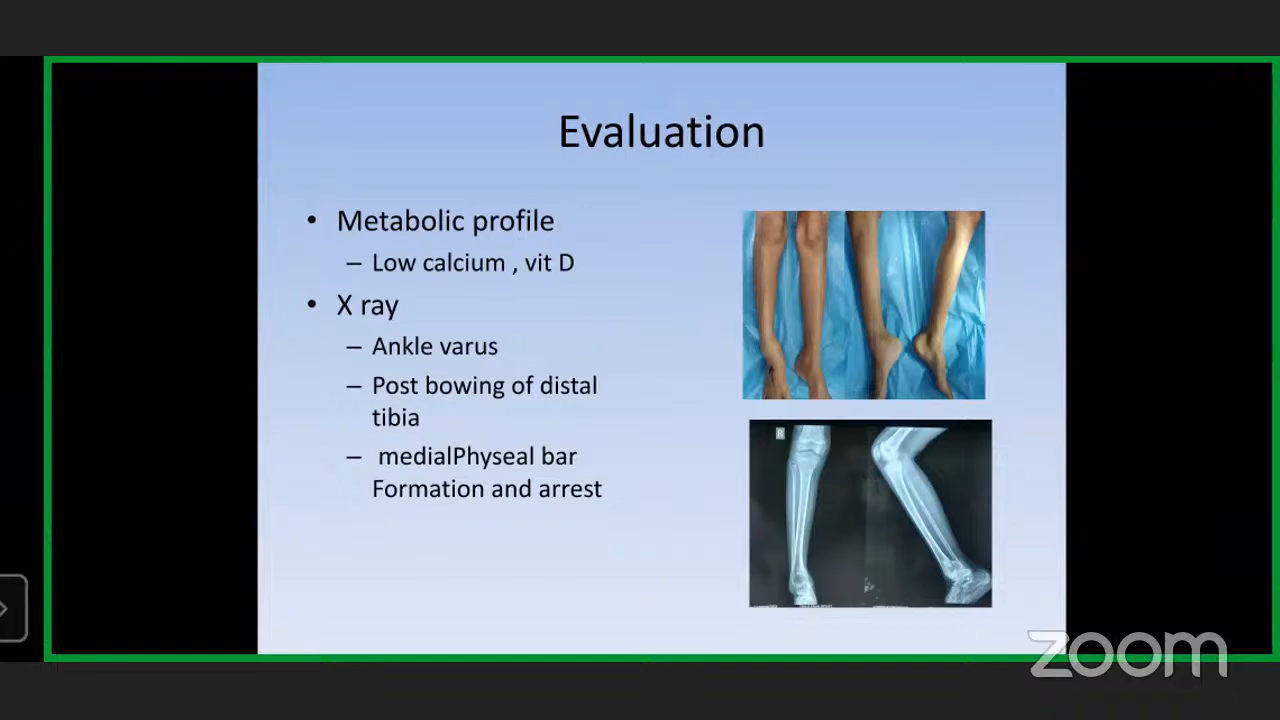 Evaluation
• Metabolic profile
– Low calcium , vit D
• X ray
– Ankle varus
– Post bowing of distal
tibia
– medialPhyseal bar
Formation and arrest
R
zoom